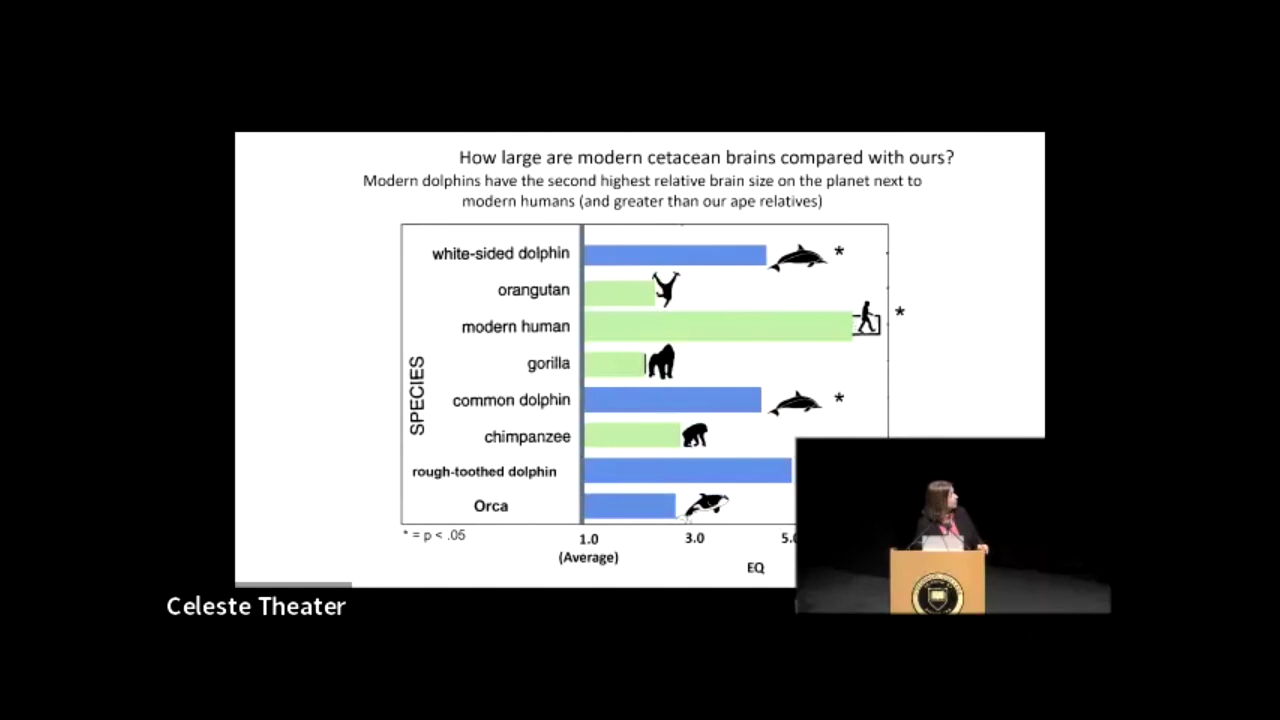 How large are modern cetacean brains compared with ours?
Modern dolphins have the second highest relative brain size on the planet next to
modern humans (and greater than our ape relatives)
white-sided dolphin
*
orangutan
modern human
*
SPECIES
gorilla
common dolphin
*
chimpanzee
rough-toothed dolphin
Orca
* = p < .05
1.0
3.0
(Average)
EQ
Celeste Theater